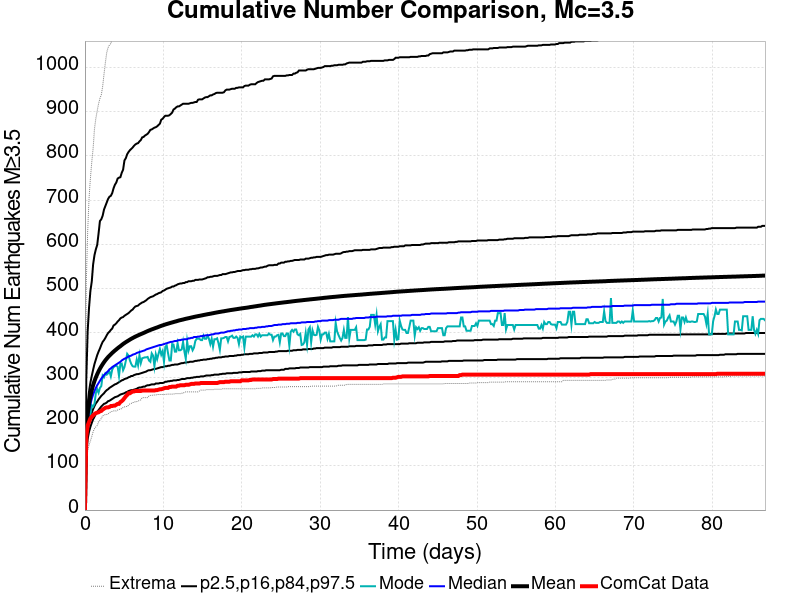 Cumulative Number Comparison, Mc=3.5
Cumulative Num Earthquakes M≥3.5
1000
900
800
700
600
500
400
300
200
100
0
0 10 20 30 40 50 60 70 80
Time (days)
Extrema p2.5,p16,p84,p97.5 Mode Median Mean ComCat Data